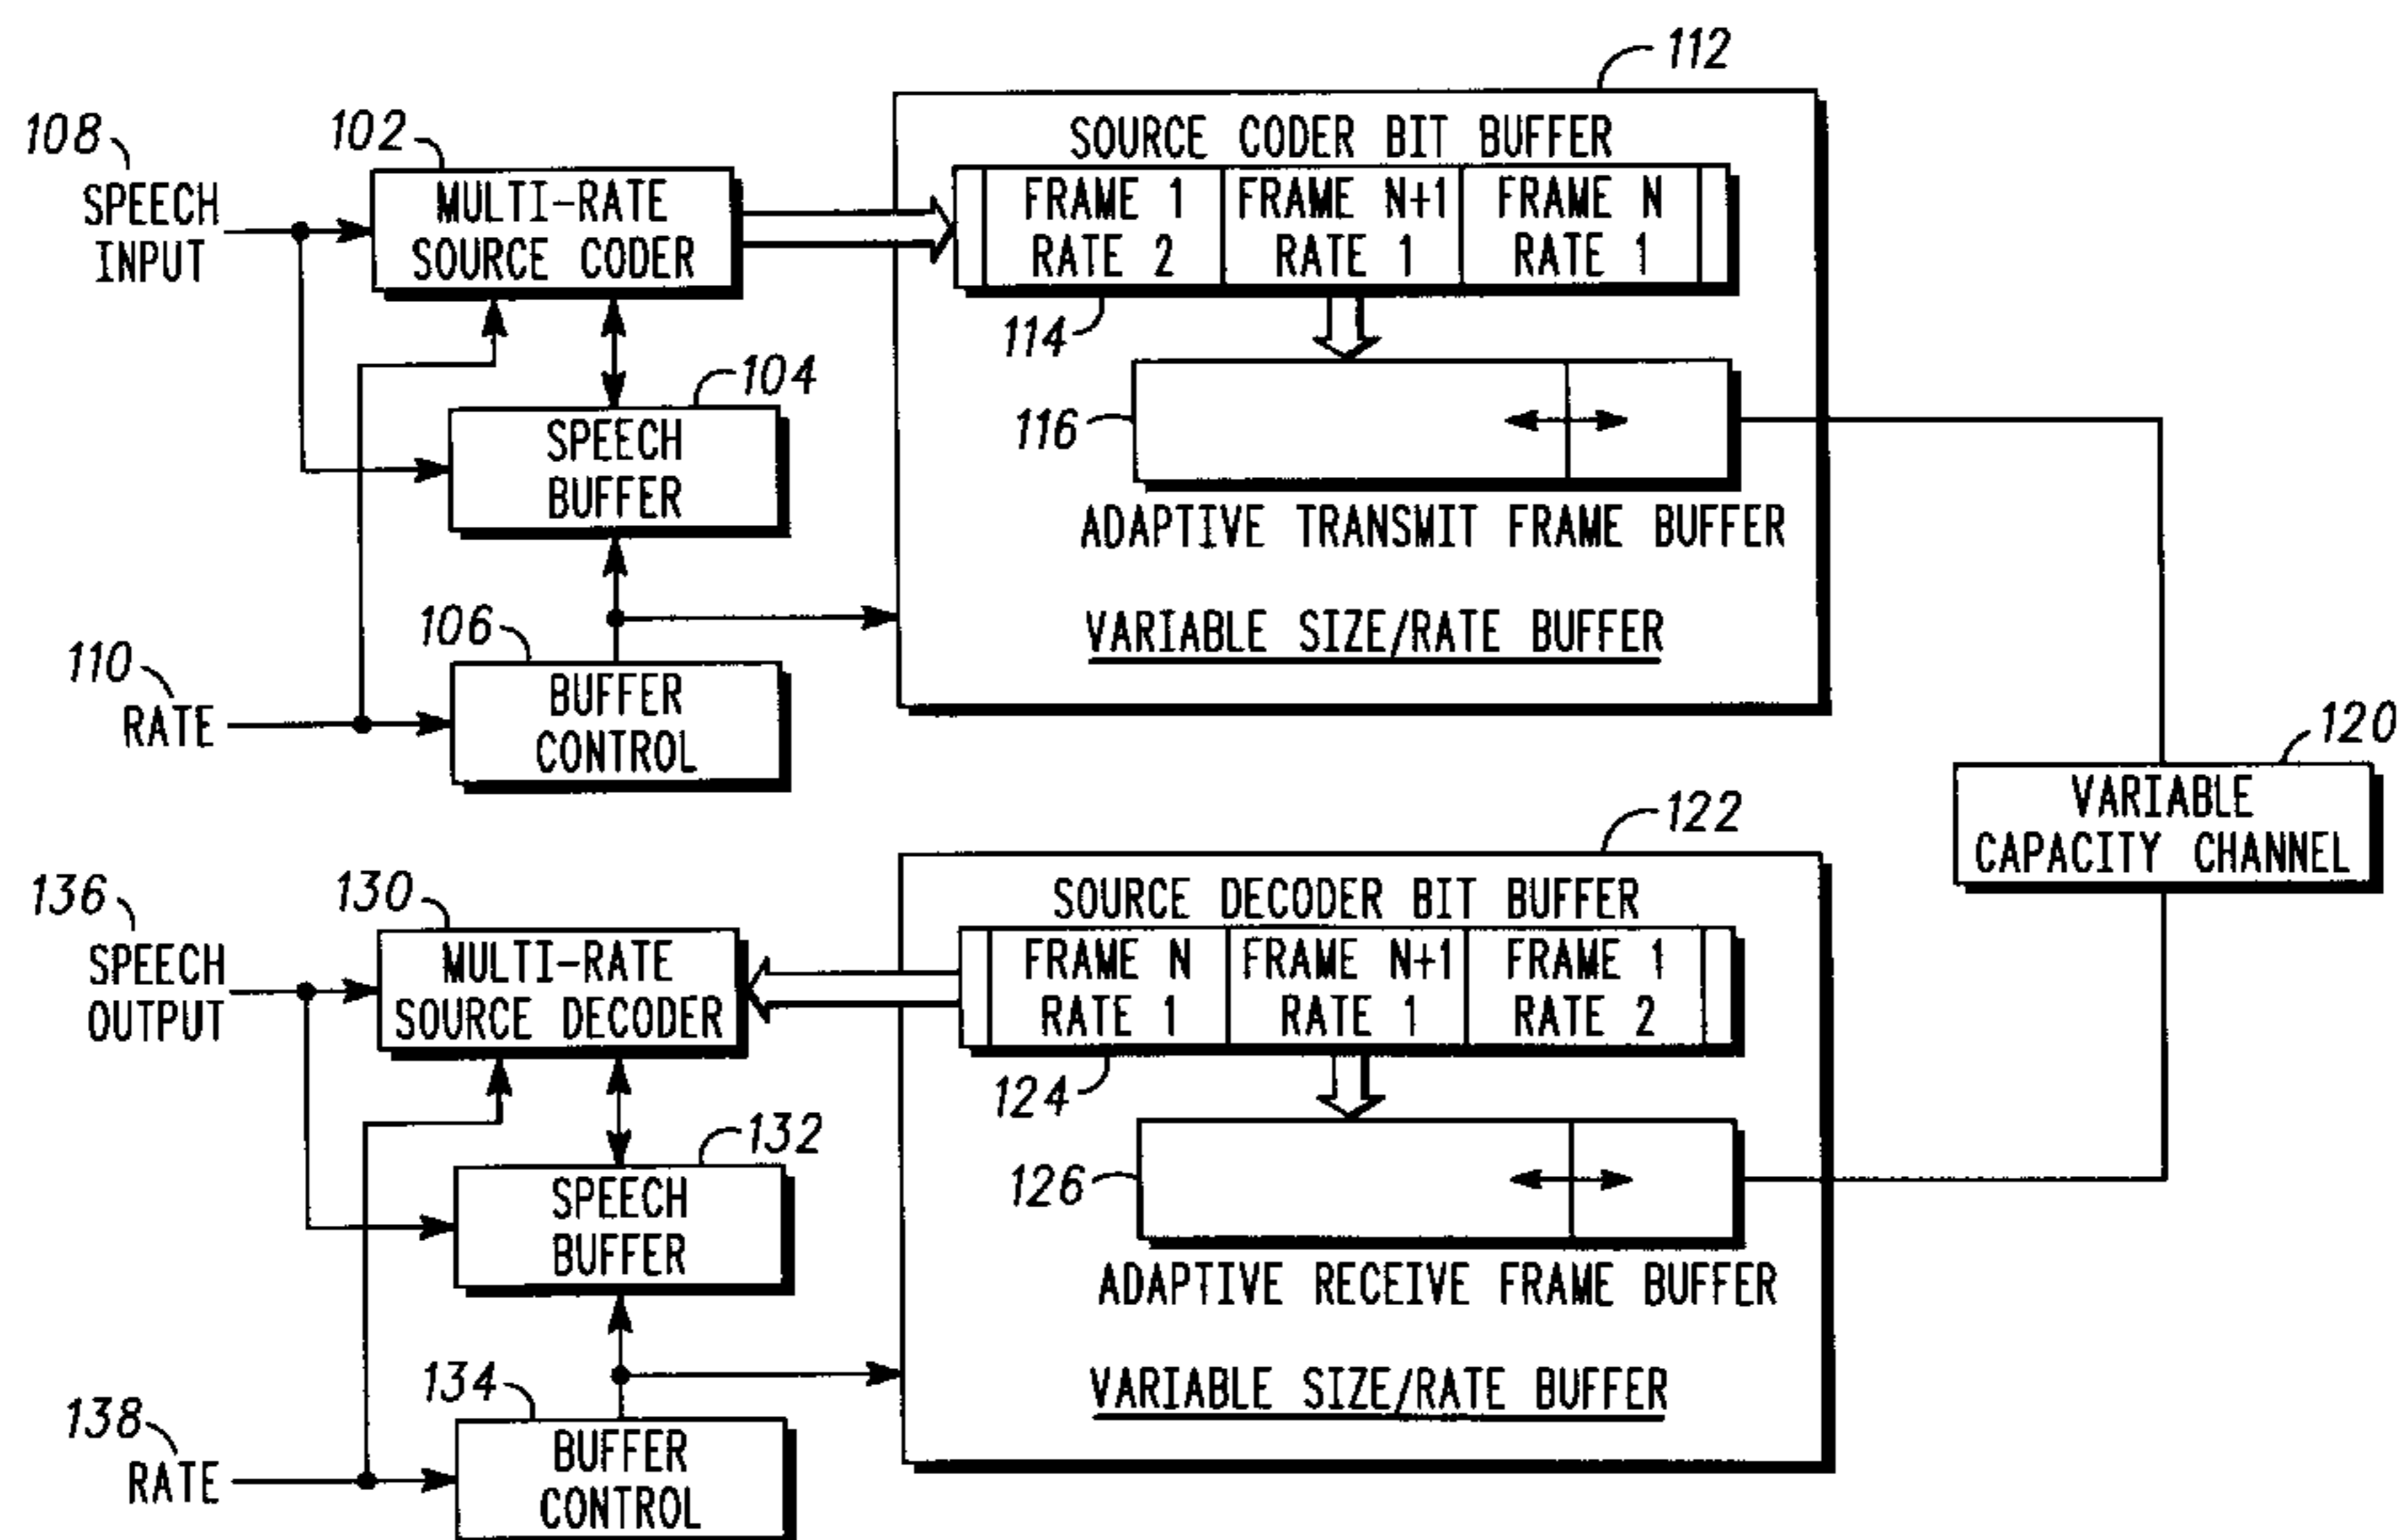 112
108
102
SOURCE CODER BIT BUFFER
SPEECH
INPUT
MULTI-RATE
SOURCE CODER
FRAME 1
RATE 2
FRAME N+1
RATE 1
FRAME N
RATE 1
114
104
116
SPEECH
BUFFER
ADAPTIVE TRANSMIT FRAME BUFFER
106
VARIABLE SIZE/RATE BUFFER
110
RATE
BUFFER
CONTROL
120
VARIABLE
CAPACITY CHANNEL
122
136
130
SOURCE DECODER BIT BUFFER
SPEECH
OUTPUT
MULTI-RATE
SOURCE DECODER
FRAME N
RATE 1
FRAME N+1
RATE 1
FRAME 1
RATE 2
124
132
126
SPEECH
BUFFER
ADAPTIVE RECEIVE FRAME BUFFER
134
VARIABLE SIZE/RATE BUFFER
138
RATE
BUFFER
CONTROL